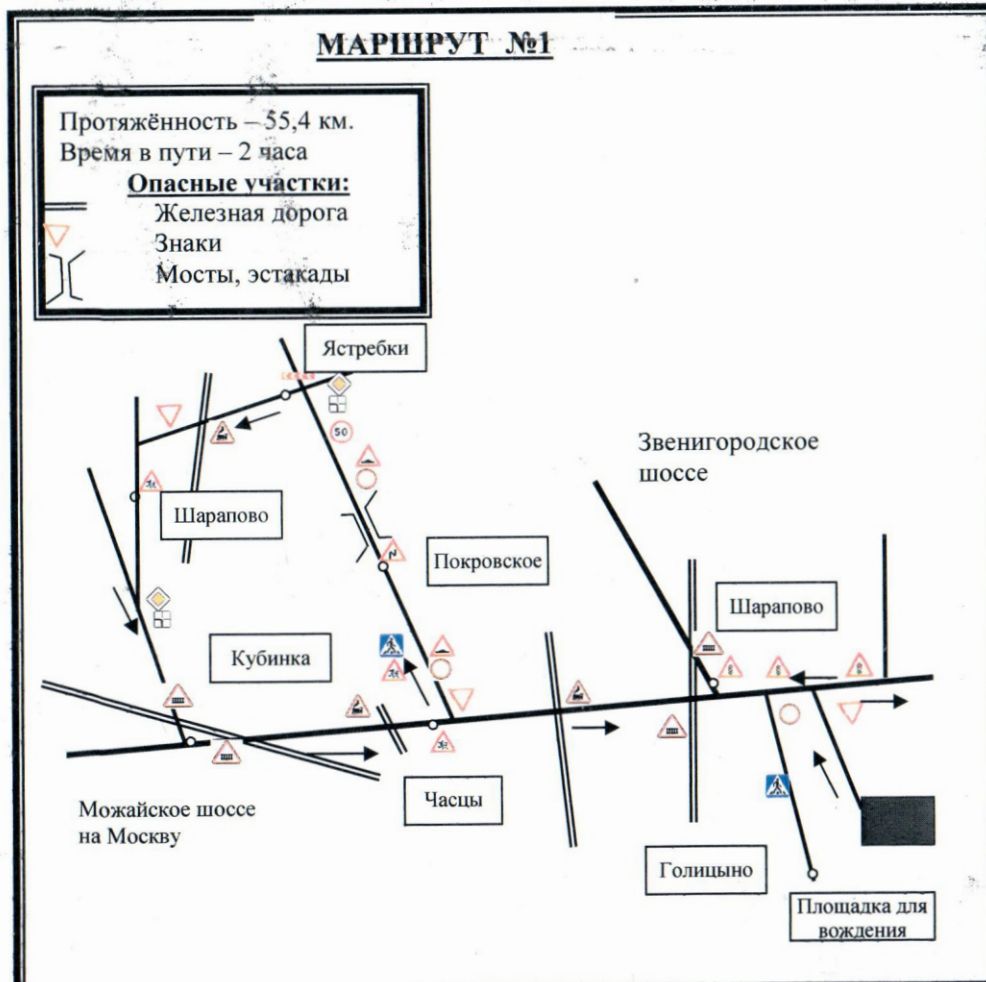 МАРШРУТ №1
Протяжённость – 55,4 км.
Время в пути – 2 часа
Опасные участки:
Железная дорога
Знаки
Мосты, эстакады
Ястребки
50
Звенигородское
шоссе
Шарапово
Покровское
Шарапово
Кубинка
Часцы
Можайское шоссе
на Москву
Голицыно
Площадка для
вождения